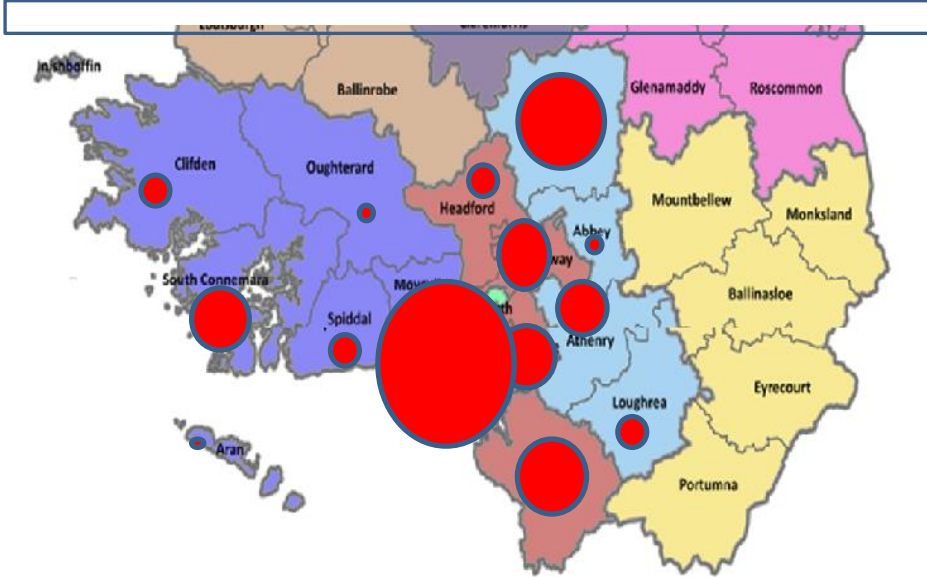 Inishboffin
Ballinrobe
Glenamaddy
Roscommon
Clifden
Oughterard
Headford
Mountbellew
Monksland
Abbey
way
South Connemara
Ballinasloe
Spiddal
Athenry
Eyrecourt
Loughrea
Aran
Portumna